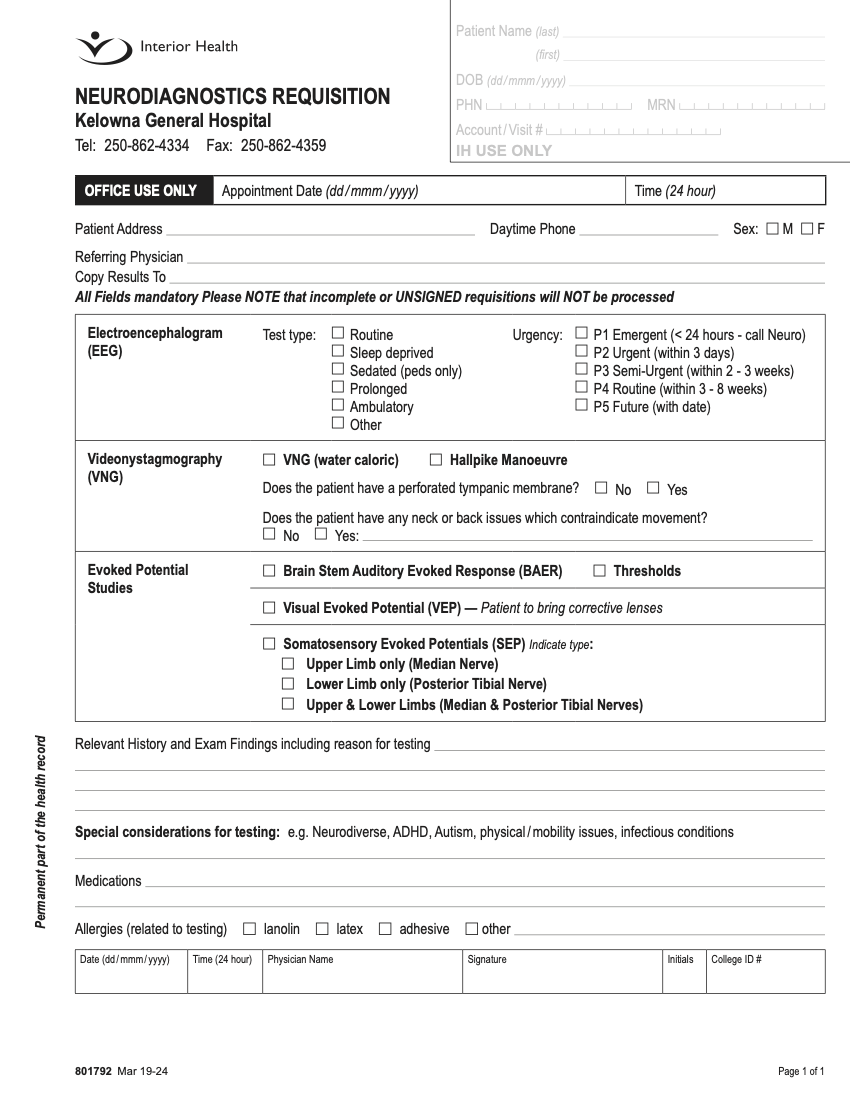 Interior Health
NEURODIAGNOSTICS REQUISITION
Kelowna General Hospital
Tel: 250-862-4334 Fax: 250-862-4359
Patient Name (last)
(first)
DOB (dd/mmm/yyyy)
PHN MRN
Account/Visit #
IH USE ONLY
OFFICE USE ONLY Appointment Date (dd/mmm/yyyy) Time (24 hour)
Patient Address Daytime Phone Sex: ☐ M ☐ F
Referring Physician
Copy Results To
All Fields mandatory Please NOTE that incomplete or UNSIGNED requisitions will NOT be processed
Electroencephalogram
(EEG)
Test type: ☐ Routine
☐ Sleep deprived
☐ Sedated (peds only)
☐ Prolonged
☐ Ambulatory
☐ Other
Urgency: ☐ P1 Emergent (< 24 hours - call Neuro)
☐ P2 Urgent (within 3 days)
☐ P3 Semi-Urgent (within 2 - 3 weeks)
☐ P4 Routine (within 3 - 8 weeks)
☐ P5 Future (with date)
Videonystagmography
(VNG)
☐ VNG (water caloric) ☐ Hallpike Manoeuvre
Does the patient have a perforated tympanic membrane? ☐ No ☐ Yes
Does the patient have any neck or back issues which contraindicate movement?
☐ No ☐ Yes:
Evoked Potential
Studies
☐ Brain Stem Auditory Evoked Response (BAER) ☐ Thresholds
☐ Visual Evoked Potential (VEP) — Patient to bring corrective lenses
☐ Somatosensory Evoked Potentials (SEP) Indicate type:
☐ Upper Limb only (Median Nerve)
☐ Lower Limb only (Posterior Tibial Nerve)
☐ Upper & Lower Limbs (Median & Posterior Tibial Nerves)
Relevant History and Exam Findings including reason for testing
Special considerations for testing: e.g. Neurodiverse, ADHD, Autism, physical/mobility issues, infectious conditions
Medications
Allergies (related to testing) ☐ lanolin ☐ latex ☐ adhesive ☐ other
Date (dd/mmm/yyyy) Time (24 hour) Physician Name Signature Initials College ID #
Permanent part of the health record
801792 Mar 19-24 Page 1 of 1